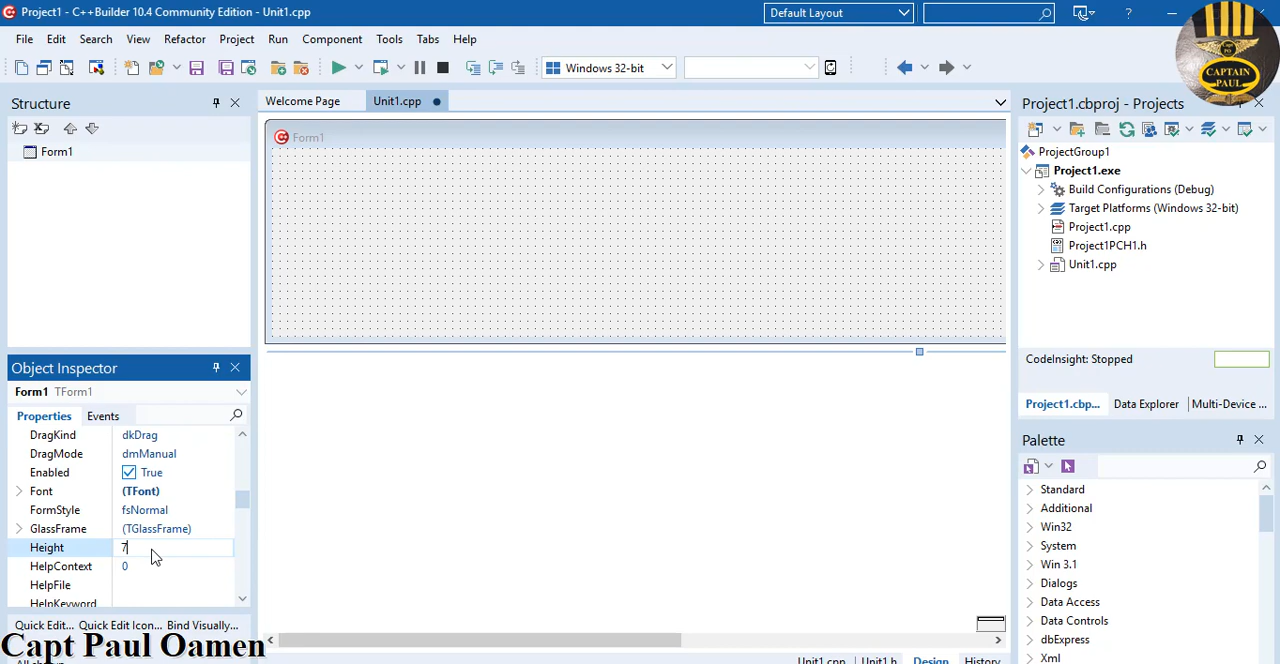 Project1 - C++Builder 10.4 Community Edition - Unit1.cpp
Default Layout
?
File Edit Search View Refactor Project Run Component Tools Tabs Help
Windows 32-bit
CAPTAIN
PAUL
Structure
Form1
Welcome Page
Unit1.cpp
Form1
Project1.cbproj - Projects
ProjectGroup1
Project1.exe
Build Configurations (Debug)
Target Platforms (Windows 32-bit)
Project1.cpp
Project1PCH1.h
Unit1.cpp
CodeInsight: Stopped
Project1.cbp... Data Explorer Multi-Device ...
Object Inspector
Form1 TForm1
Properties Events
DragKind dkDrag
DragMode dmManual
Enabled True
Font (TFont)
FormStyle fsNormal
GlassFrame (TGlassFrame)
Height 7
HelpContext 0
HelpFile
HelpKeyword
Quick Edit... Quick Edit Icon... Bind Visually...
Capt Paul Oamen
Palette
Standard
Additional
Win32
System
Win 3.1
Dialogs
Data Access
Data Controls
dbExpress
Xml
Unit1.cpp Unit1.h Design History